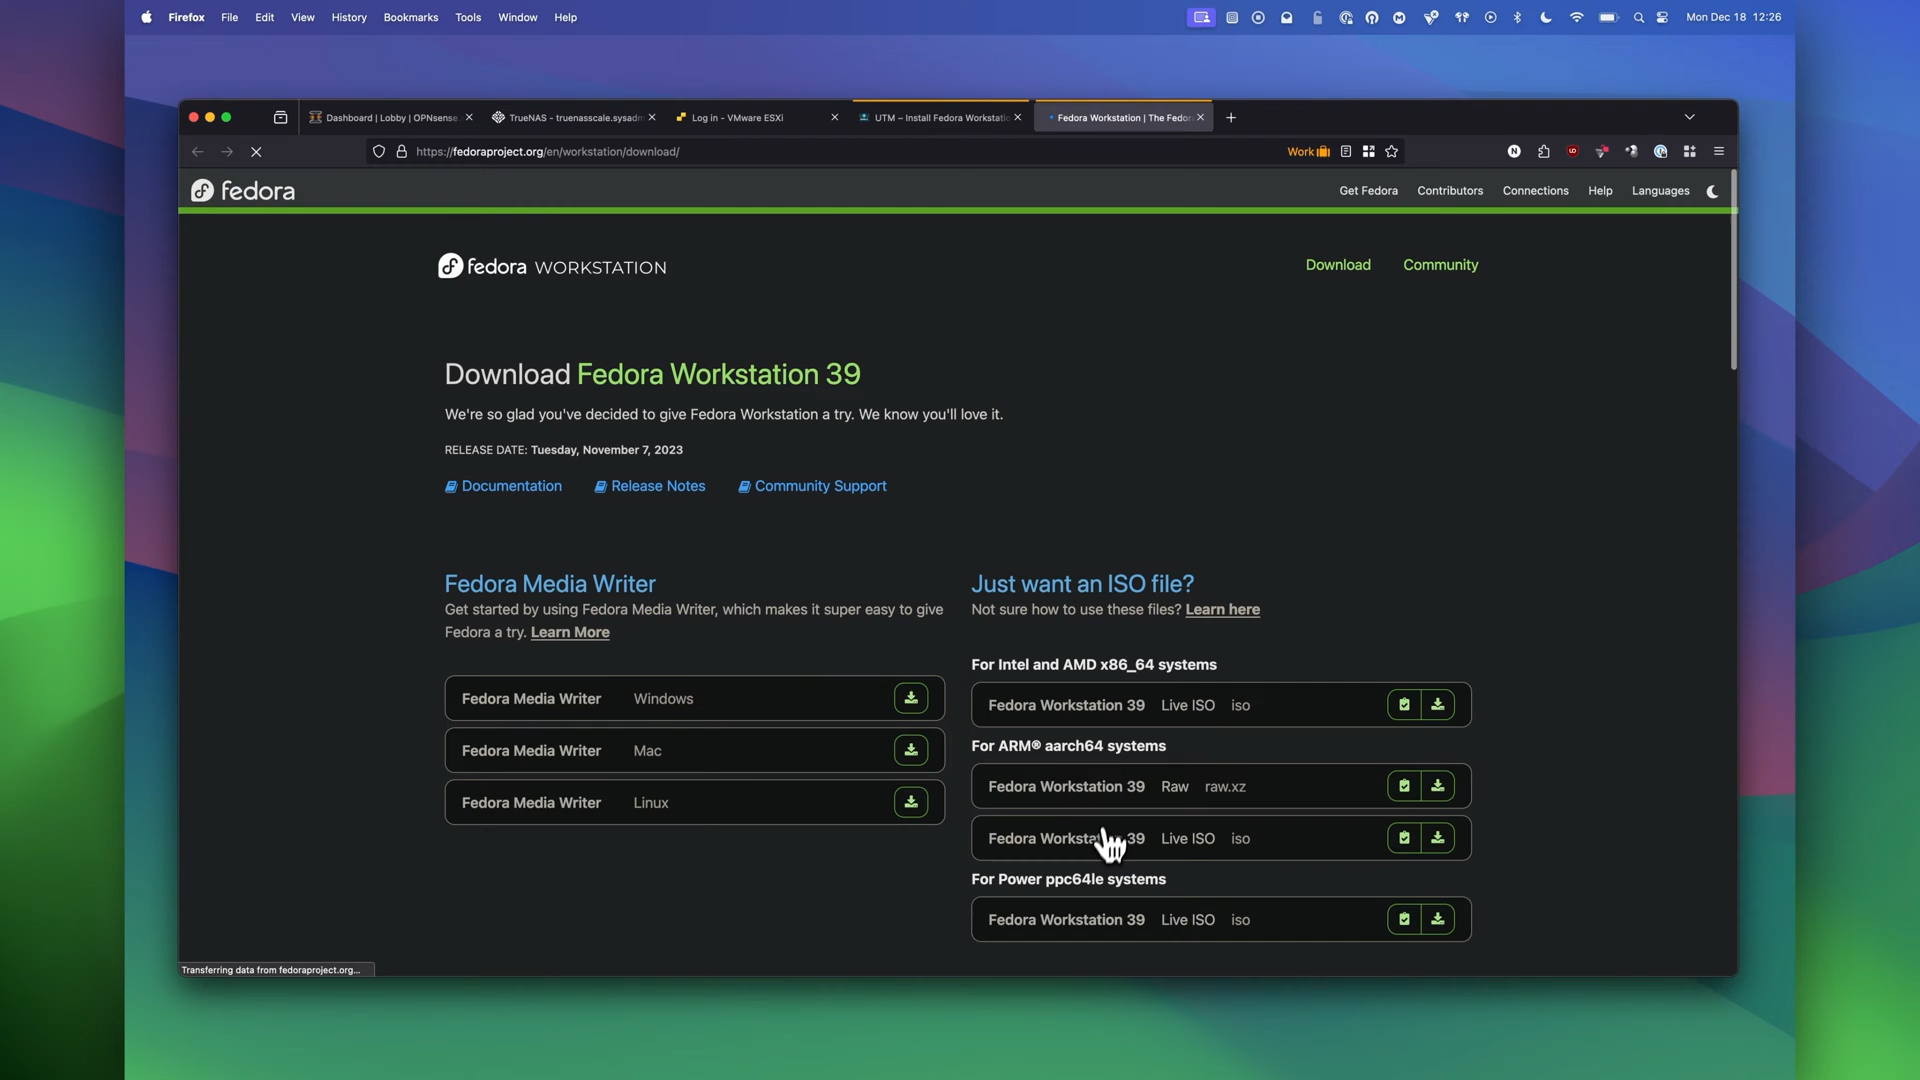 Firefox File Edit View History Bookmarks Tools Window Help
Mon Dec 18 12:26
Dashboard | Lobby | OPNsense.
TrueNAS - truenasscale.sysadm
Log in - VMware ESXi
UTM – Install Fedora Workstatio
Fedora Workstation | The Fedor
https://fedoraproject.org/en/workstation/download/
Work
fedora
Get Fedora Contributors Connections Help Languages
fedora WORKSTATION
Download Community
Download Fedora Workstation 39
We're so glad you've decided to give Fedora Workstation a try. We know you'll love it.
RELEASE DATE: Tuesday, November 7, 2023
Documentation Release Notes Community Support
Fedora Media Writer
Get started by using Fedora Media Writer, which makes it super easy to give
Fedora a try. Learn More
Fedora Media Writer Windows
Fedora Media Writer Mac
Fedora Media Writer Linux
Just want an ISO file?
Not sure how to use these files? Learn here
For Intel and AMD x86_64 systems
Fedora Workstation 39 Live ISO iso
For ARM® aarch64 systems
Fedora Workstation 39 Raw raw.xz
Fedora Workstation 39 Live ISO iso
For Power ppc64le systems
Fedora Workstation 39 Live ISO iso
Transferring data from fedoraproject.org...